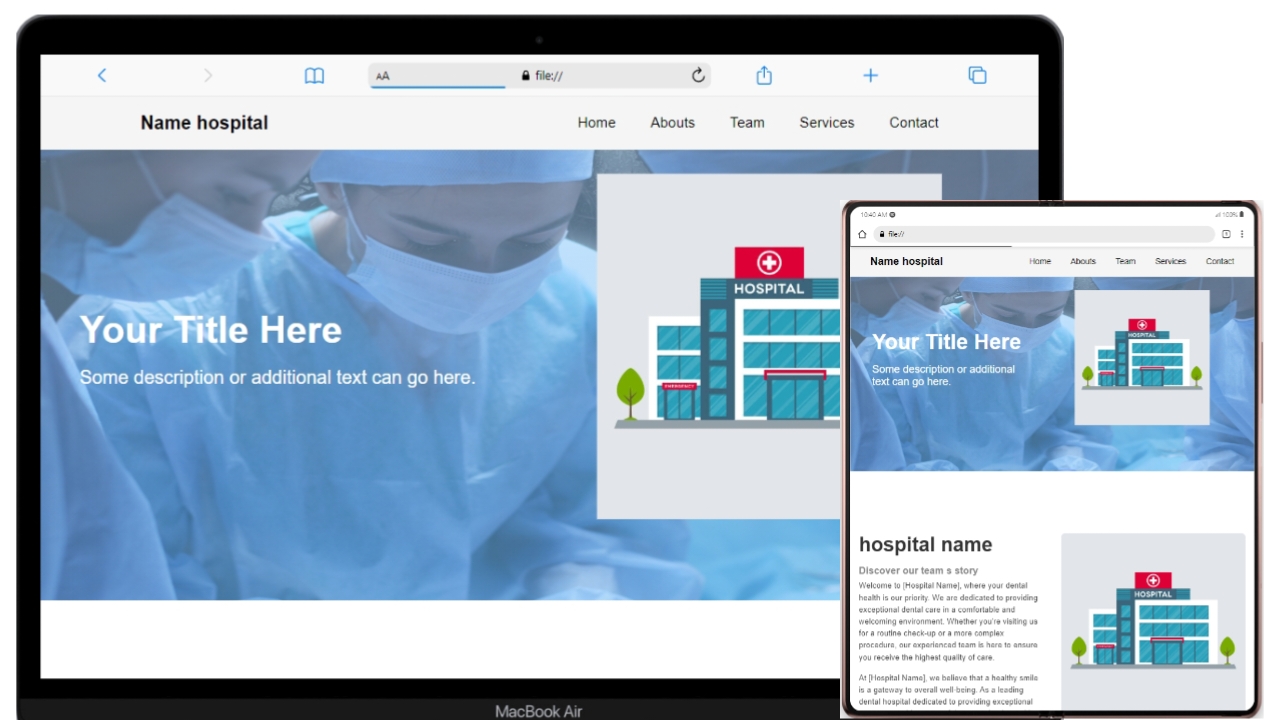 AA file://
Name hospital Home Abouts Team Services Contact
HOSPITAL
EMERGENCY
Your Title Here
Some description or additional text can go here.
MacBook Air
10:40 AM 100%
file:// 1
Name hospital Home Abouts Team Services Contact
HOSPITAL
Your Title Here
Some description or additional
text can go here.
hospital name
Discover our team s story
Welcome to [Hospital Name], where your dental
health is our priority. We are dedicated to providing
exceptional dental care in a comfortable and
welcoming environment. Whether you're visiting us
for a routine check-up or a more complex
procedure, our experienced team is here to ensure
you receive the highest quality of care.
At [Hospital Name], we believe that a healthy smile
is a gateway to overall well-being. As a leading
dental hospital dedicated to providing exceptional
HOSPITAL